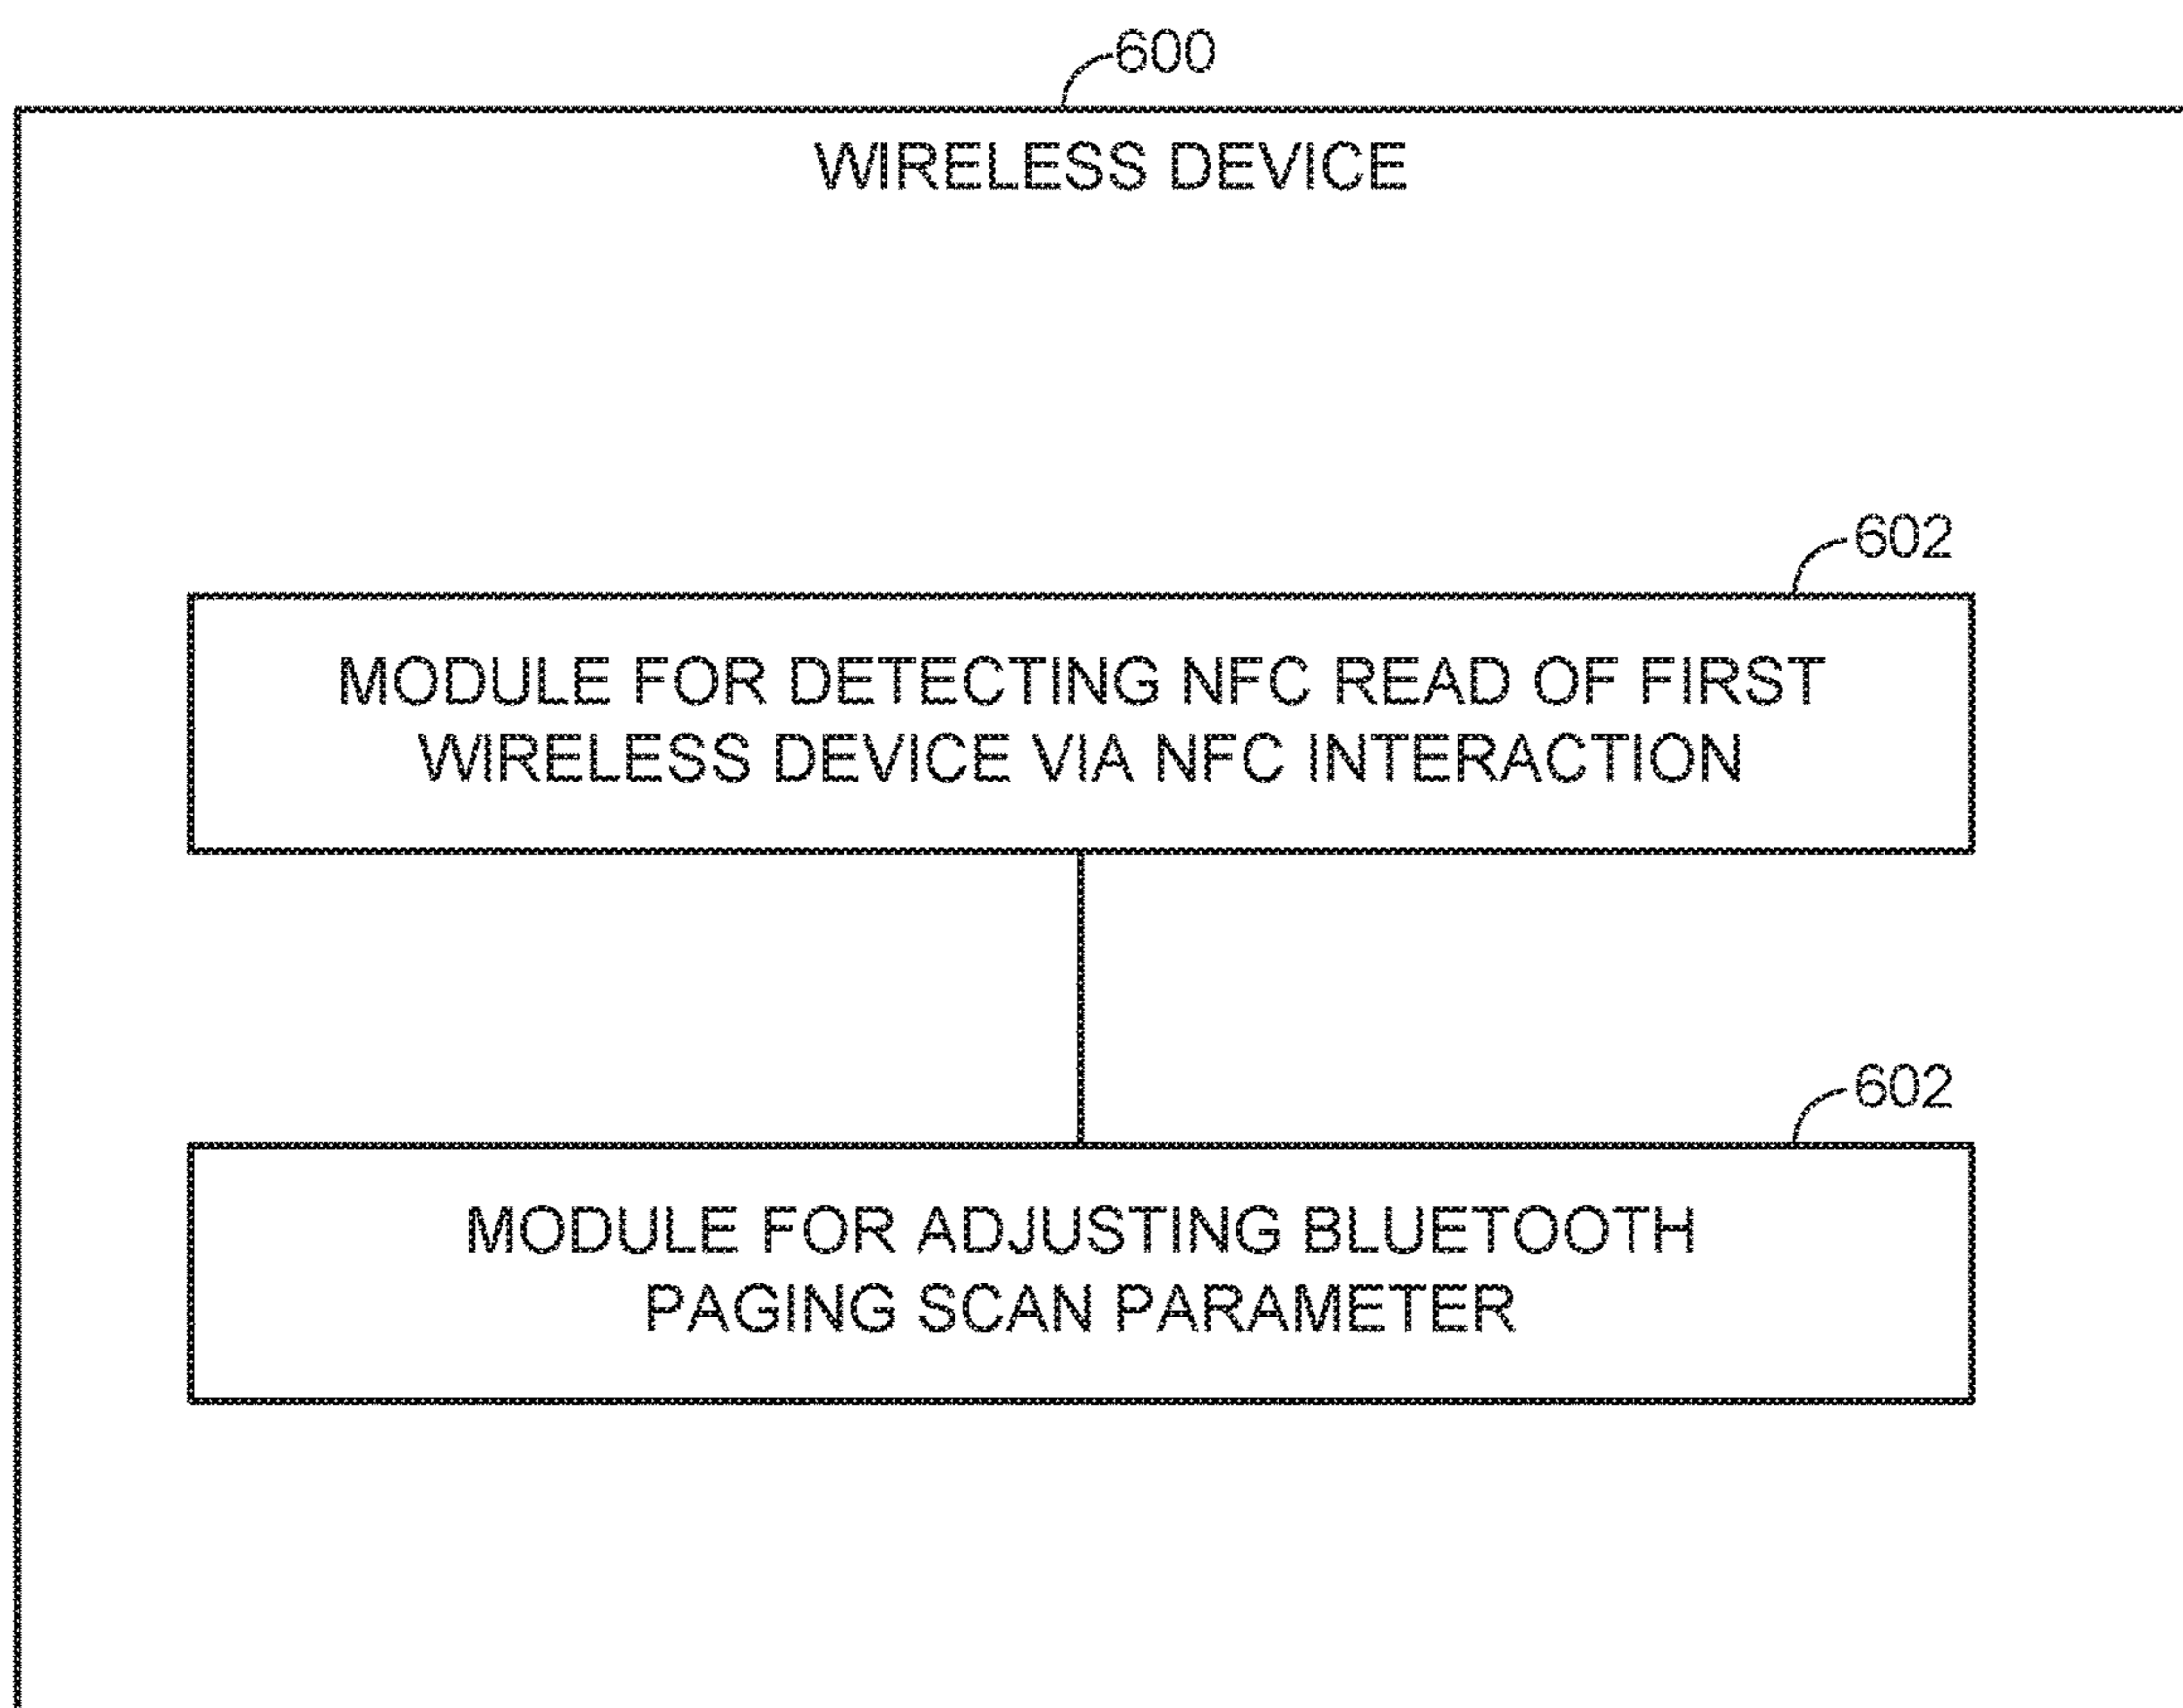 600
WIRELESS DEVICE
602
MODULE FOR DETECTING NFC READ OF FIRST
WIRELESS DEVICE VIA NFC INTERACTION
602
MODULE FOR ADJUSTING BLUETOOTH
PAGING SCAN PARAMETER